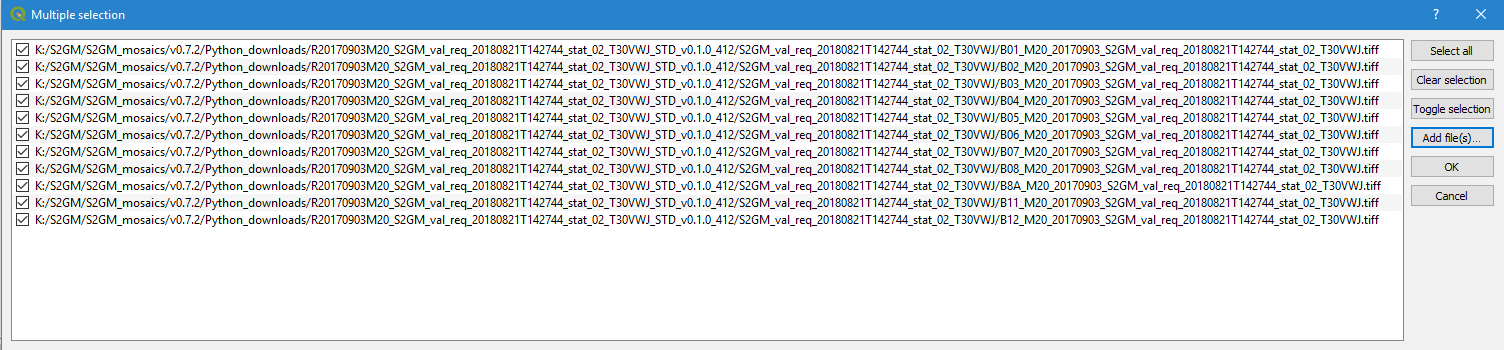 Multiple selection
K:/S2GM/S2GM_mosaics/v0.7.2/Python_downloads/R20170903M20_S2GM_val_req_20180821T142744_stat_02_T30VWJ_STD_v0.1.0_412/S2GM_val_req_20180821T142744_stat_02_T30VWJ/B01_M20_20170903_S2GM_val_req_20180821T142744_stat_02_T30VWJ.tiff
K:/S2GM/S2GM_mosaics/v0.7.2/Python_downloads/R20170903M20_S2GM_val_req_20180821T142744_stat_02_T30VWJ_STD_v0.1.0_412/S2GM_val_req_20180821T142744_stat_02_T30VWJ/B02_M20_20170903_S2GM_val_req_20180821T142744_stat_02_T30VWJ.tiff
K:/S2GM/S2GM_mosaics/v0.7.2/Python_downloads/R20170903M20_S2GM_val_req_20180821T142744_stat_02_T30VWJ_STD_v0.1.0_412/S2GM_val_req_20180821T142744_stat_02_T30VWJ/B03_M20_20170903_S2GM_val_req_20180821T142744_stat_02_T30VWJ.tiff
K:/S2GM/S2GM_mosaics/v0.7.2/Python_downloads/R20170903M20_S2GM_val_req_20180821T142744_stat_02_T30VWJ_STD_v0.1.0_412/S2GM_val_req_20180821T142744_stat_02_T30VWJ/B04_M20_20170903_S2GM_val_req_20180821T142744_stat_02_T30VWJ.tiff
K:/S2GM/S2GM_mosaics/v0.7.2/Python_downloads/R20170903M20_S2GM_val_req_20180821T142744_stat_02_T30VWJ_STD_v0.1.0_412/S2GM_val_req_20180821T142744_stat_02_T30VWJ/B05_M20_20170903_S2GM_val_req_20180821T142744_stat_02_T30VWJ.tiff
K:/S2GM/S2GM_mosaics/v0.7.2/Python_downloads/R20170903M20_S2GM_val_req_20180821T142744_stat_02_T30VWJ_STD_v0.1.0_412/S2GM_val_req_20180821T142744_stat_02_T30VWJ/B06_M20_20170903_S2GM_val_req_20180821T142744_stat_02_T30VWJ.tiff
K:/S2GM/S2GM_mosaics/v0.7.2/Python_downloads/R20170903M20_S2GM_val_req_20180821T142744_stat_02_T30VWJ_STD_v0.1.0_412/S2GM_val_req_20180821T142744_stat_02_T30VWJ/B07_M20_20170903_S2GM_val_req_20180821T142744_stat_02_T30VWJ.tiff
K:/S2GM/S2GM_mosaics/v0.7.2/Python_downloads/R20170903M20_S2GM_val_req_20180821T142744_stat_02_T30VWJ_STD_v0.1.0_412/S2GM_val_req_20180821T142744_stat_02_T30VWJ/B08_M20_20170903_S2GM_val_req_20180821T142744_stat_02_T30VWJ.tiff
K:/S2GM/S2GM_mosaics/v0.7.2/Python_downloads/R20170903M20_S2GM_val_req_20180821T142744_stat_02_T30VWJ_STD_v0.1.0_412/S2GM_val_req_20180821T142744_stat_02_T30VWJ/B8A_M20_20170903_S2GM_val_req_20180821T142744_stat_02_T30VWJ.tiff
K:/S2GM/S2GM_mosaics/v0.7.2/Python_downloads/R20170903M20_S2GM_val_req_20180821T142744_stat_02_T30VWJ_STD_v0.1.0_412/S2GM_val_req_20180821T142744_stat_02_T30VWJ/B11_M20_20170903_S2GM_val_req_20180821T142744_stat_02_T30VWJ.tiff
K:/S2GM/S2GM_mosaics/v0.7.2/Python_downloads/R20170903M20_S2GM_val_req_20180821T142744_stat_02_T30VWJ_STD_v0.1.0_412/S2GM_val_req_20180821T142744_stat_02_T30VWJ/B12_M20_20170903_S2GM_val_req_20180821T142744_stat_02_T30VWJ.tiff
Select all
Clear selection
Toggle selection
Add file(s)...
OK
Cancel